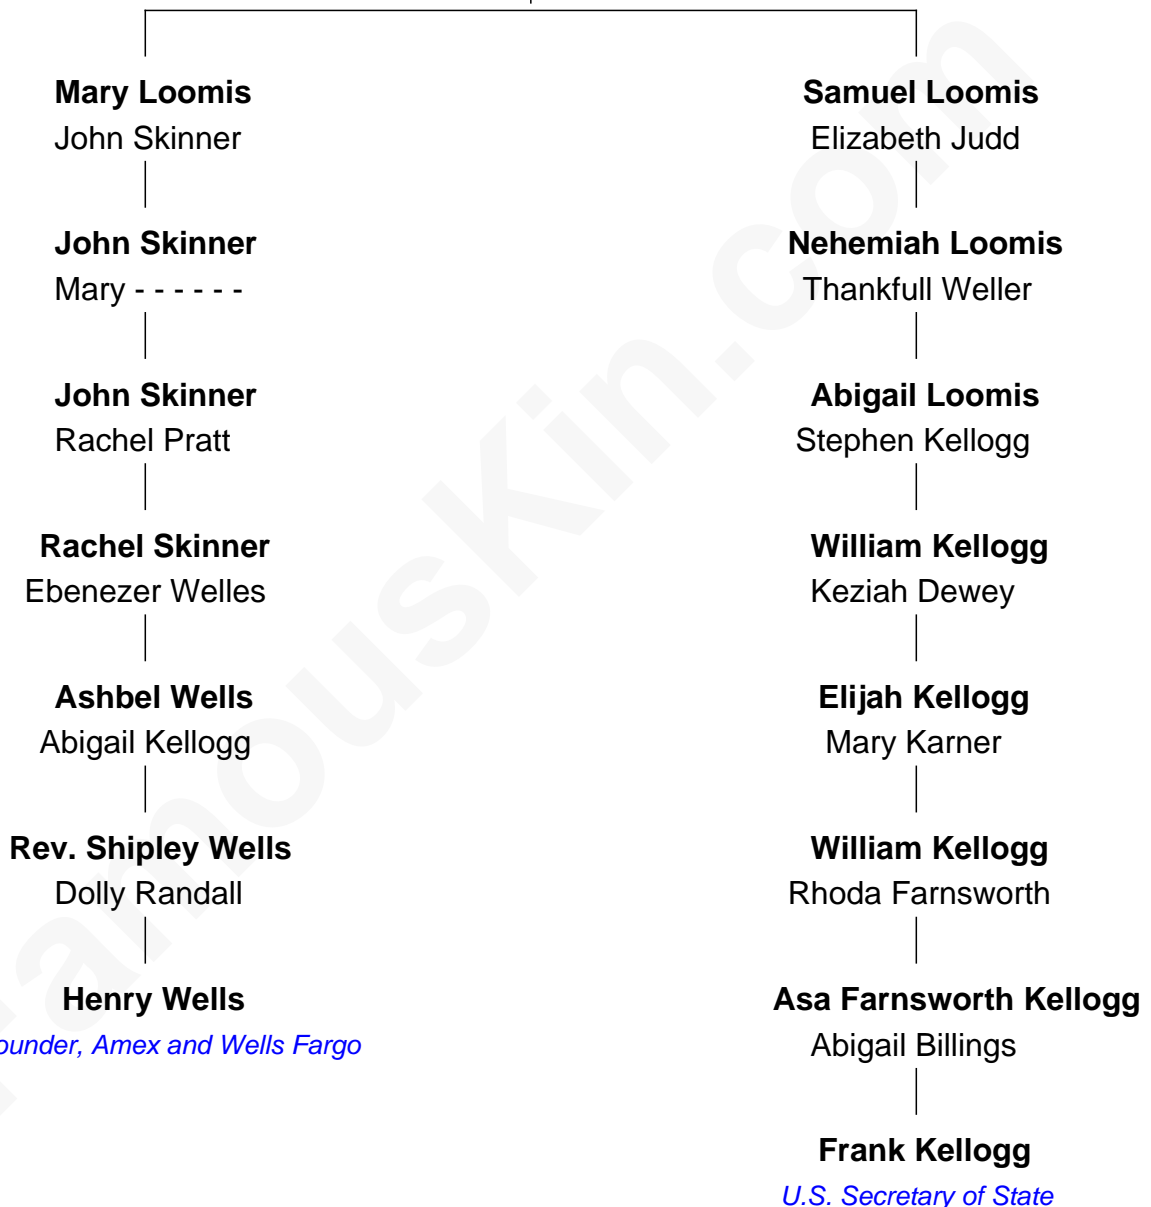 Mary Loomis
John Skinner
John Skinner
Mary - - - - - -
John Skinner
Rachel Pratt
Rachel Skinner
Ebenezer Welles
Ashbel Wells
Abigail Kellogg
Rev. Shipley Wells
Dolly Randall
Henry Wells
ounder, Amex and Wells Fargo
Samuel Loomis
Elizabeth Judd
Nehemiah Loomis
Thankfull Weller
Abigail Loomis
Stephen Kellogg
William Kellogg
Keziah Dewey
Elijah Kellogg
Mary Karner
William Kellogg
Rhoda Farnsworth
Asa Farnsworth Kellogg
Abigail Billings
Frank Kellogg
U.S. Secretary of State
FamousKin.com